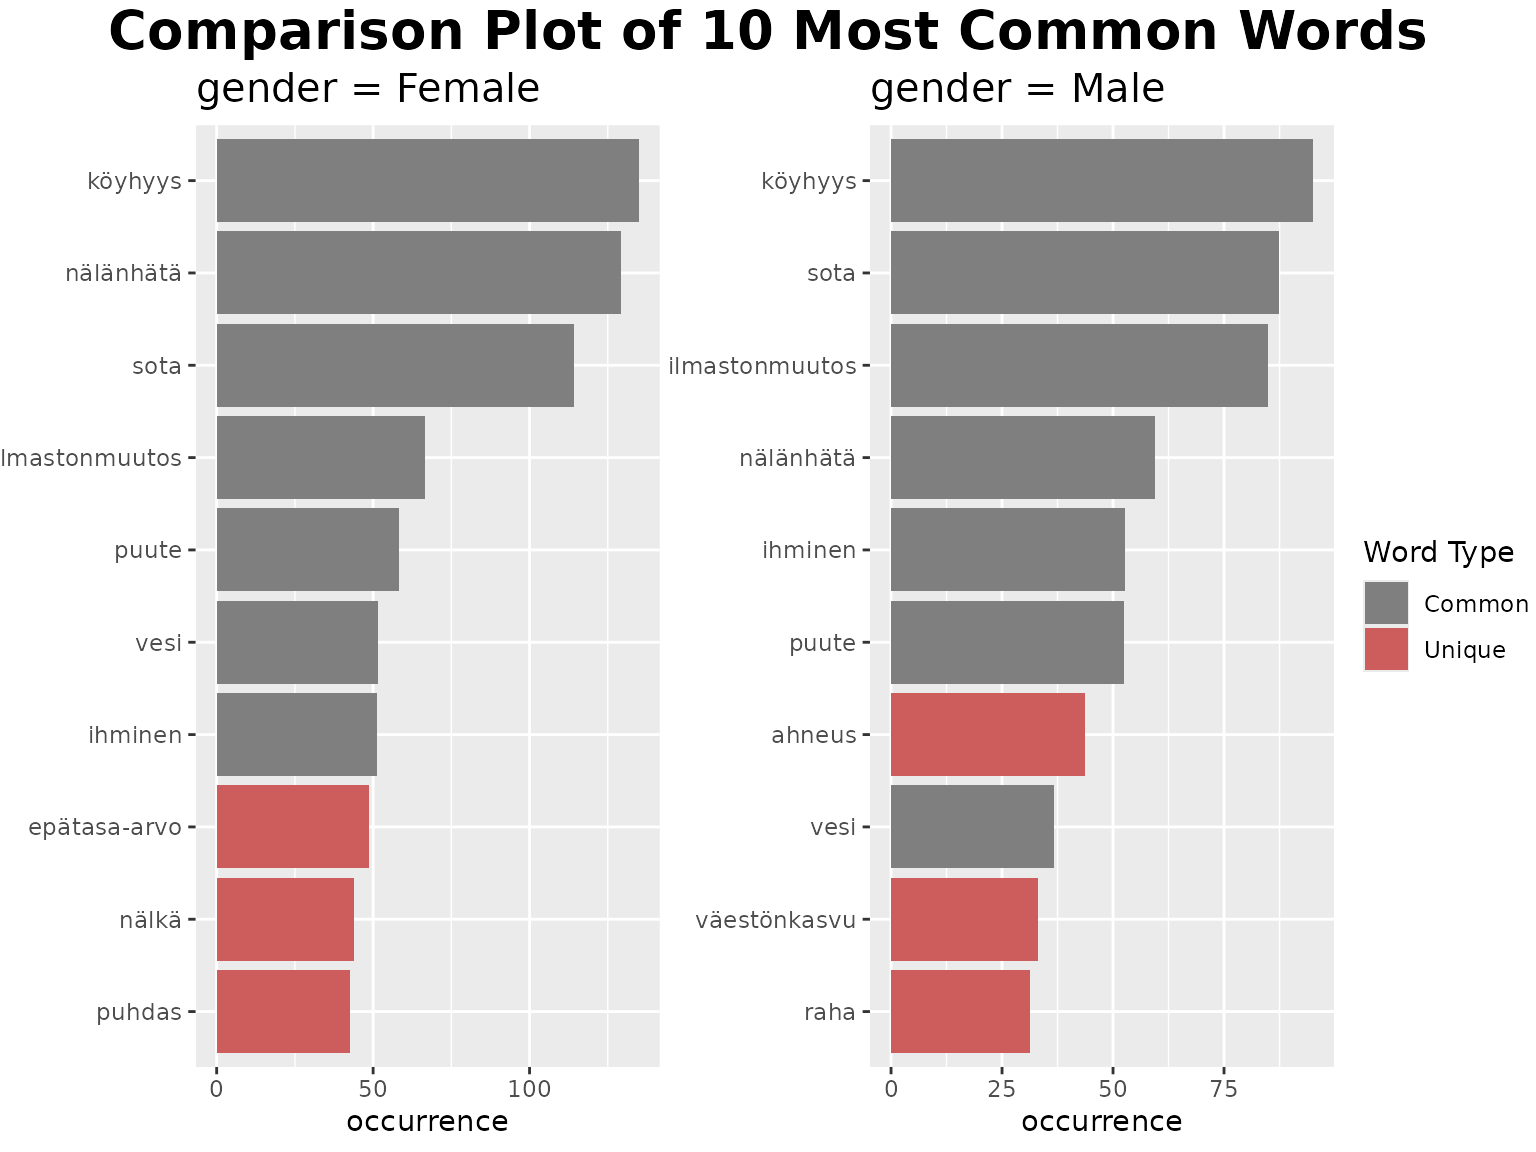 Comparison Plot of 10 Most Common Words
gender = Female
köyhyys
nälänhätä
sota
lmastonmuutos
puute
vesi
ihminen
epätasa-arvo
nälkä
puhdas
0 50 100
occurrence
gender = Male
köyhyys
sota
ilmastonmuutos
nälänhätä
ihminen
puute
ahneus
vesi
väestönkasvu
raha
0 25 50 75
occurrence
Word Type
Common
Unique